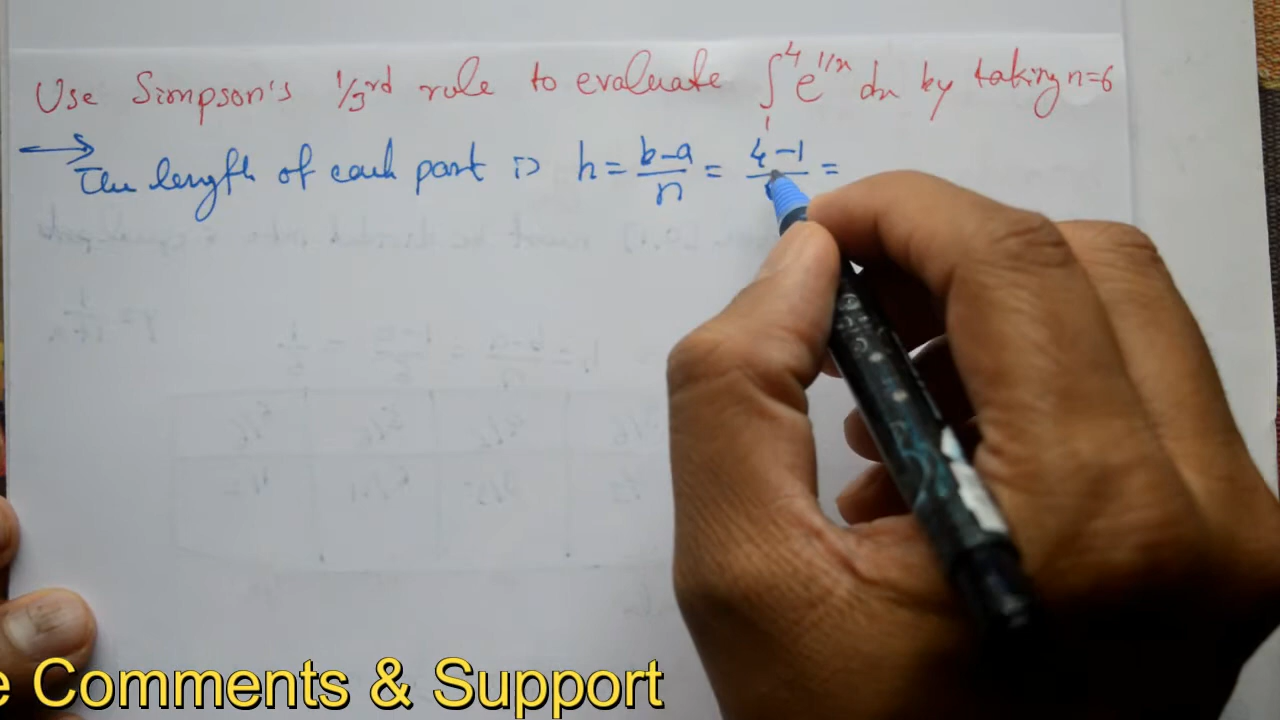 Use Simpson's 1/3rd rule to evaluate ∫₁⁴ e^{1/x} dx by taking n=6
The length of each part is h = b-a/n = 4-1/ =
e Comments & Support